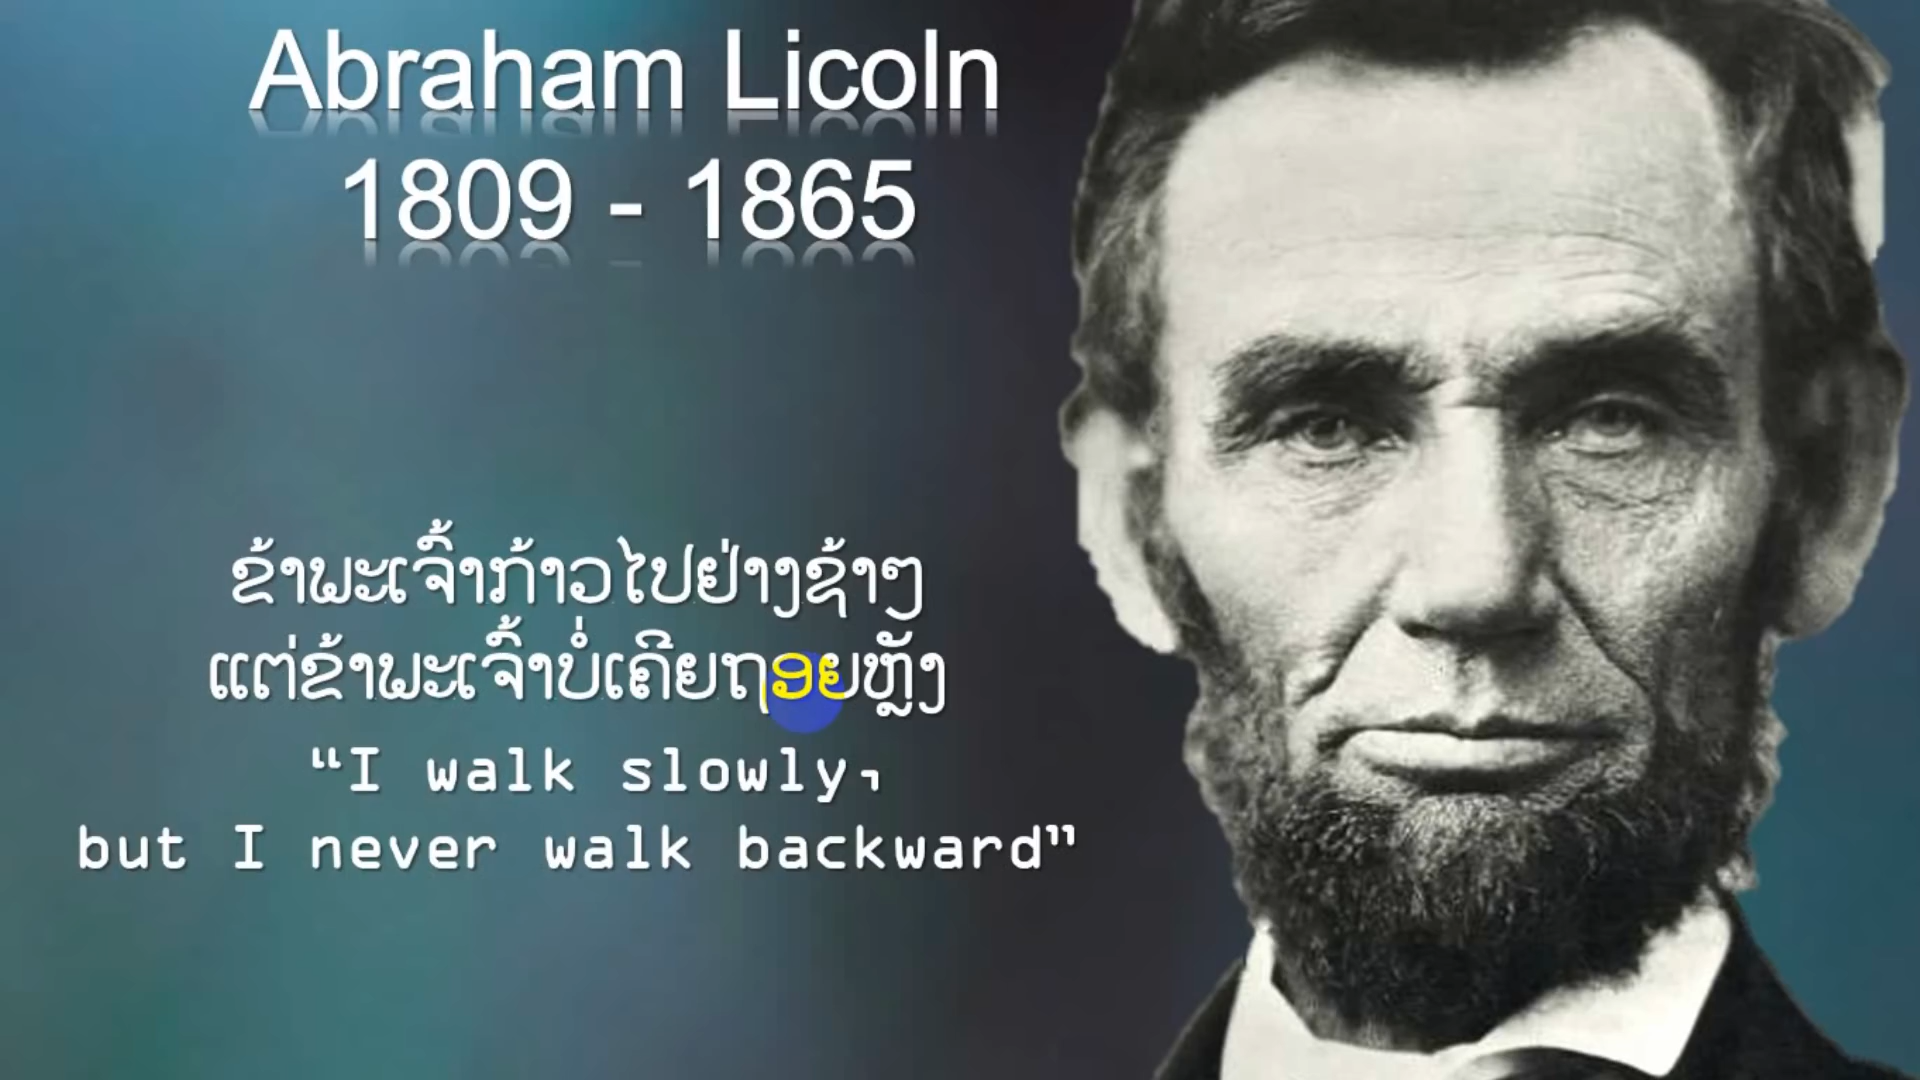 Abraham Licoln
1809 - 1865
ຂ້າພະເຈົ້າກ້າວໄປຢ່າງຊ້າໆ
ແຕ່ຂ້າພະເຈົ້າບໍ່ເຄີຍຖອຍຫຼັງ
“I walk slowly,
but I never walk backward”